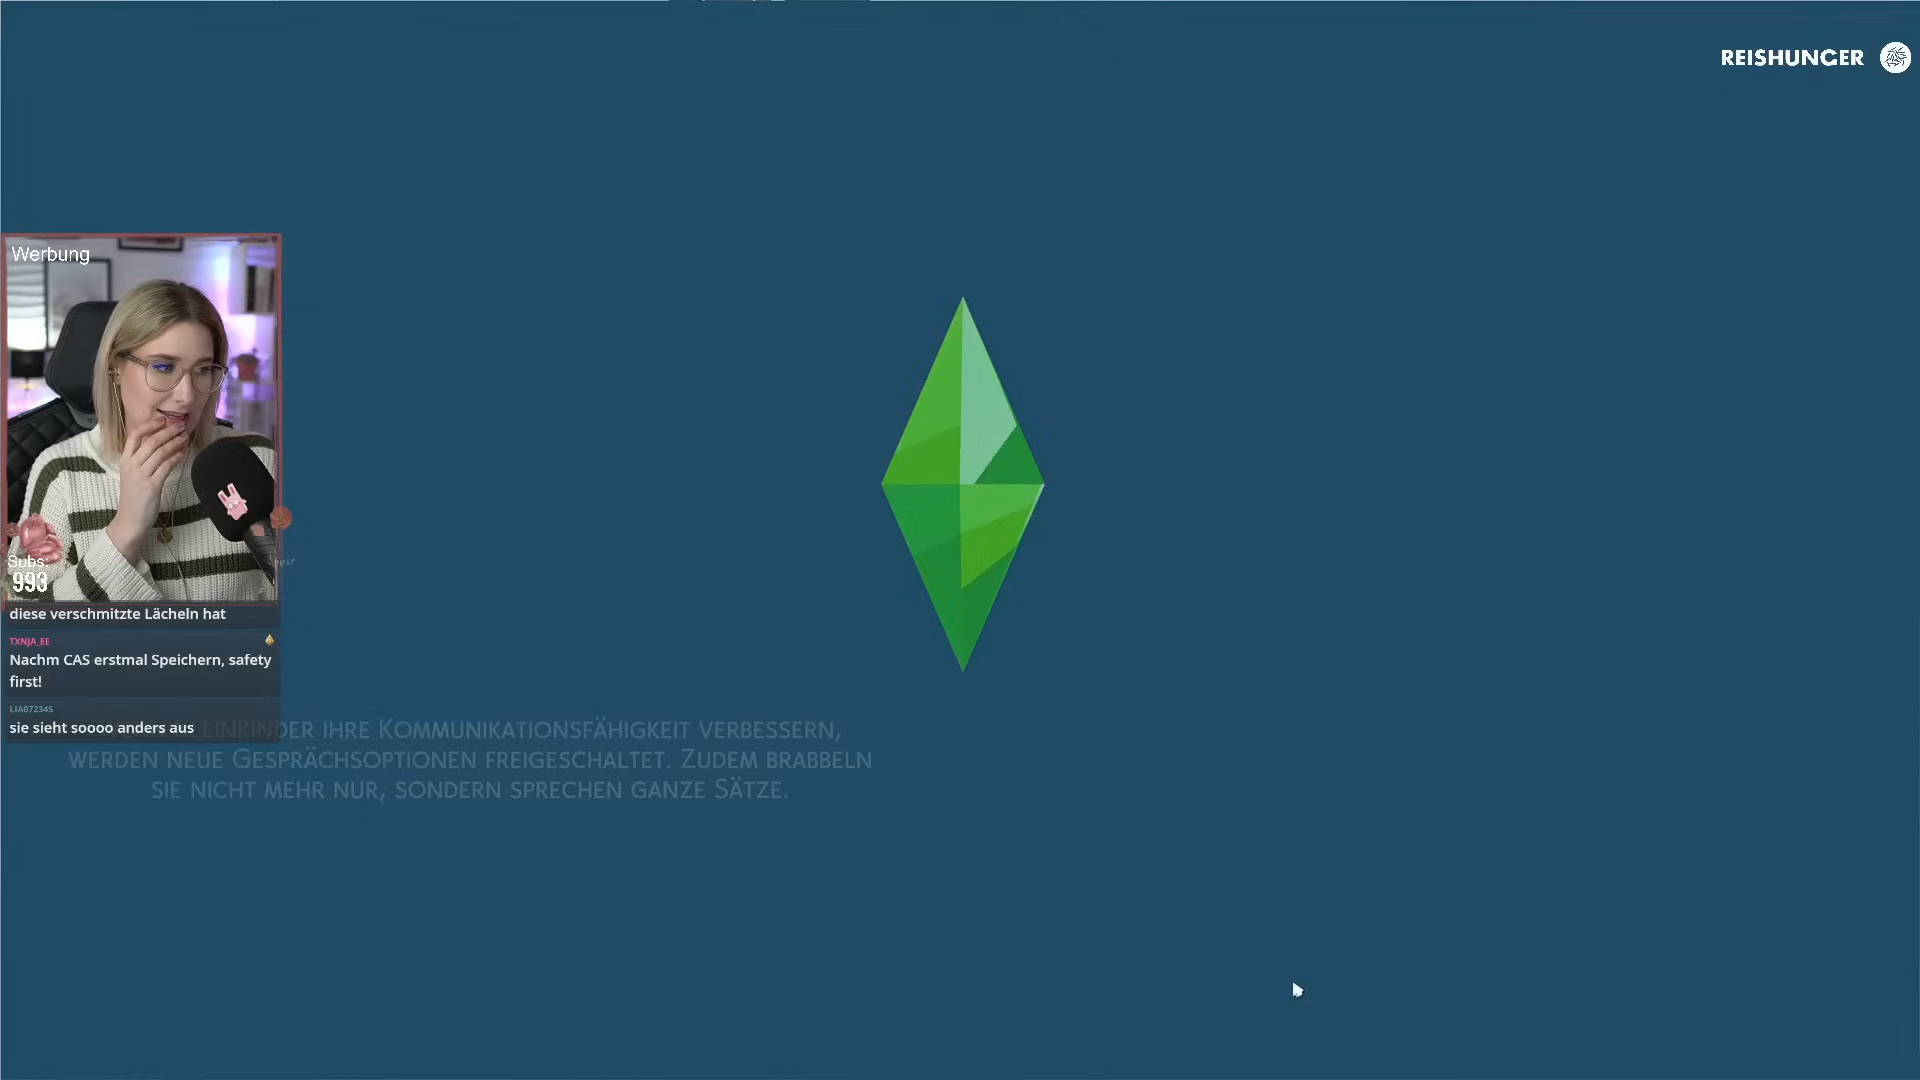 REISHUNGER
Werbung
Subs:
993
diese verschmitzte Lächeln hat
TXNJA_EE
Nachm CAS erstmal Speichern, safety
first!
LIA072345
sie sieht soooo anders aus
IHRE KOMMUNIKATIONSFÄHIGKEIT VERBESSERN,
WERDEN NEUE GESPRÄCHSOPTIONEN FREIGESCHALTET. ZUDEM BRABBELN
SIE NICHT MEHR NUR, SONDERN SPRECHEN GANZE SÄTZE.